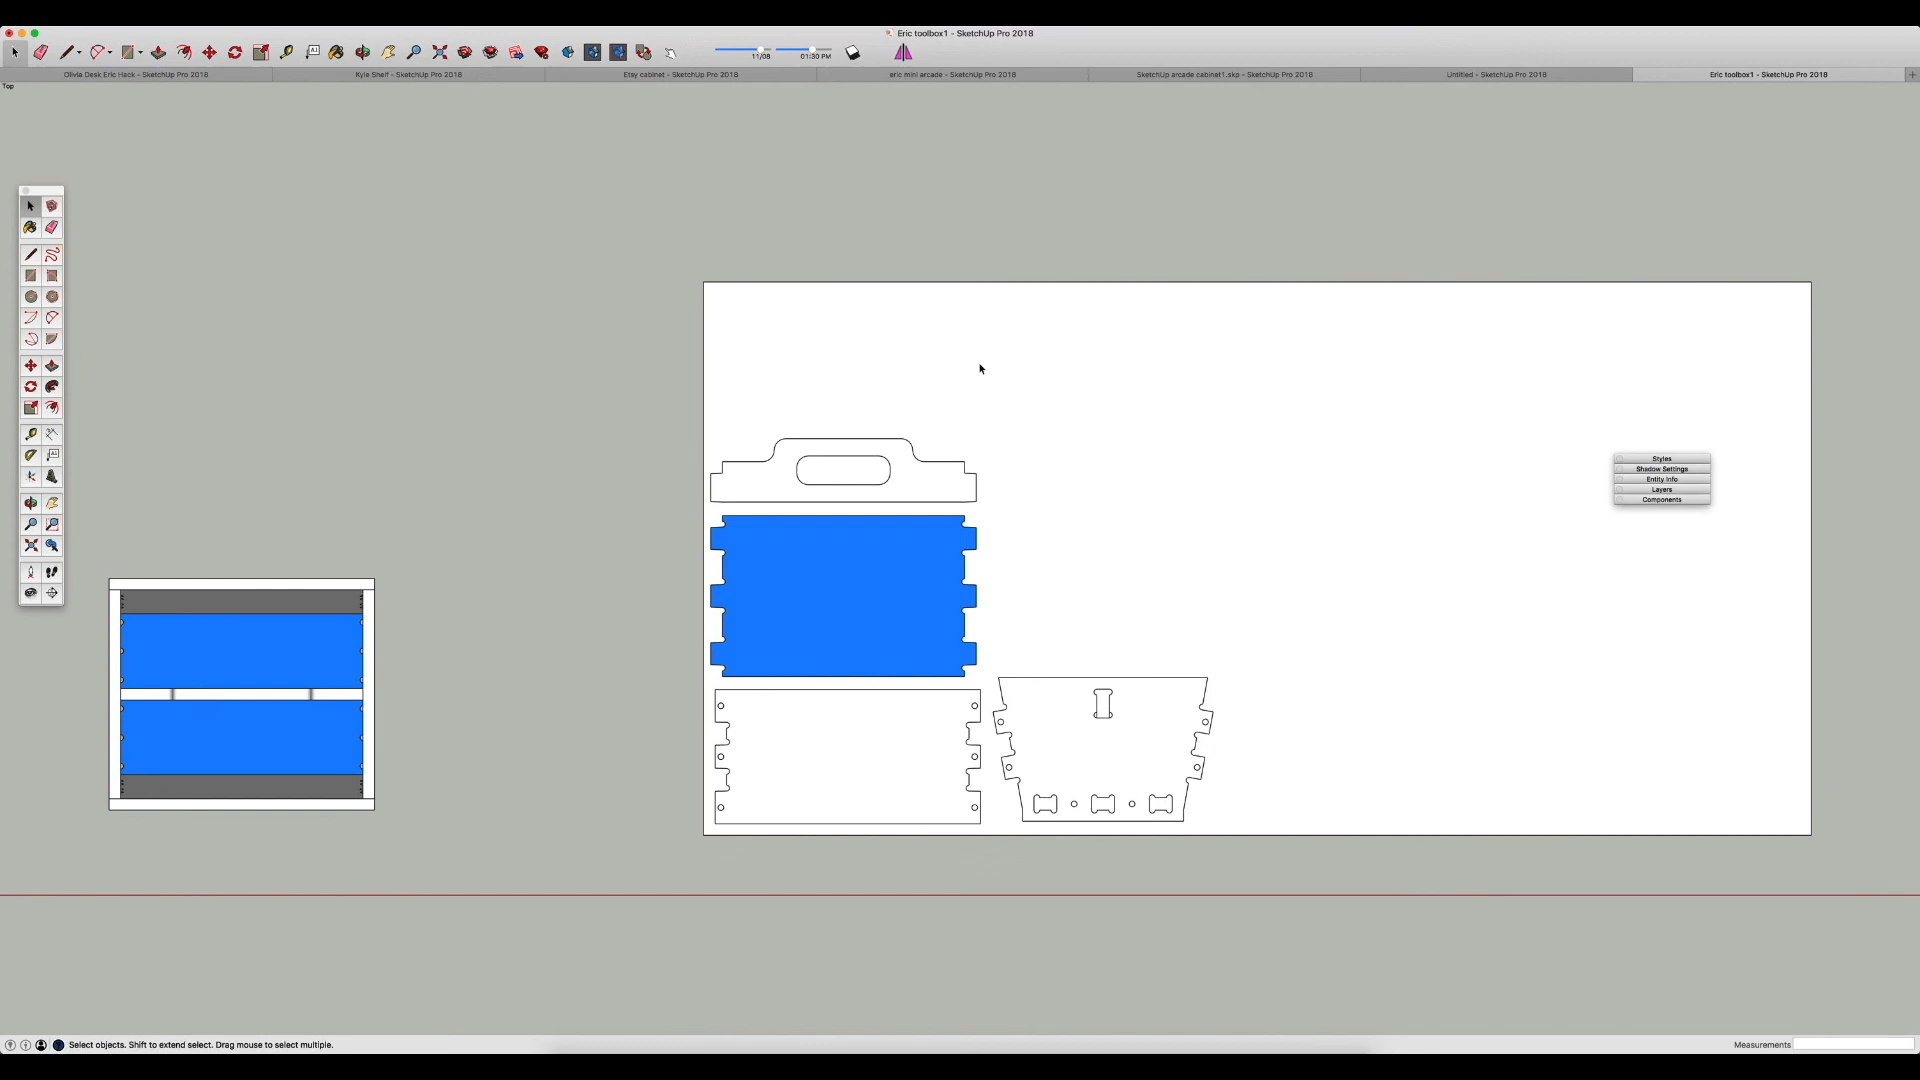 Eric toolbox1 - SketchUp Pro 2018
A1
11/08
01:30 PM
Olivia Desk Eric Hack - SketchUp Pro 2018
Kyle Shelf - SketchUp Pro 2018
Etsy cabinet - SketchUp Pro 2018
eric mini arcade - SketchUp Pro 2018
SketchUp arcade cabinet1.skp - SketchUp Pro 2018
Untitled - SketchUp Pro 2018
Eric toolbox1 - SketchUp Pro 2018
Top
A1
Styles
Shadow Settings
Entity Info
Layers
Components
Select objects. Shift to extend select. Drag mouse to select multiple.
Measurements